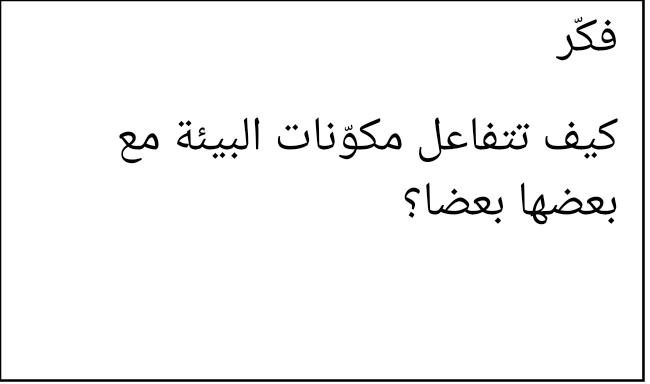 فكّر
كيف تتفاعل مكوّنات البيئة مع
بعضها بعضا؟